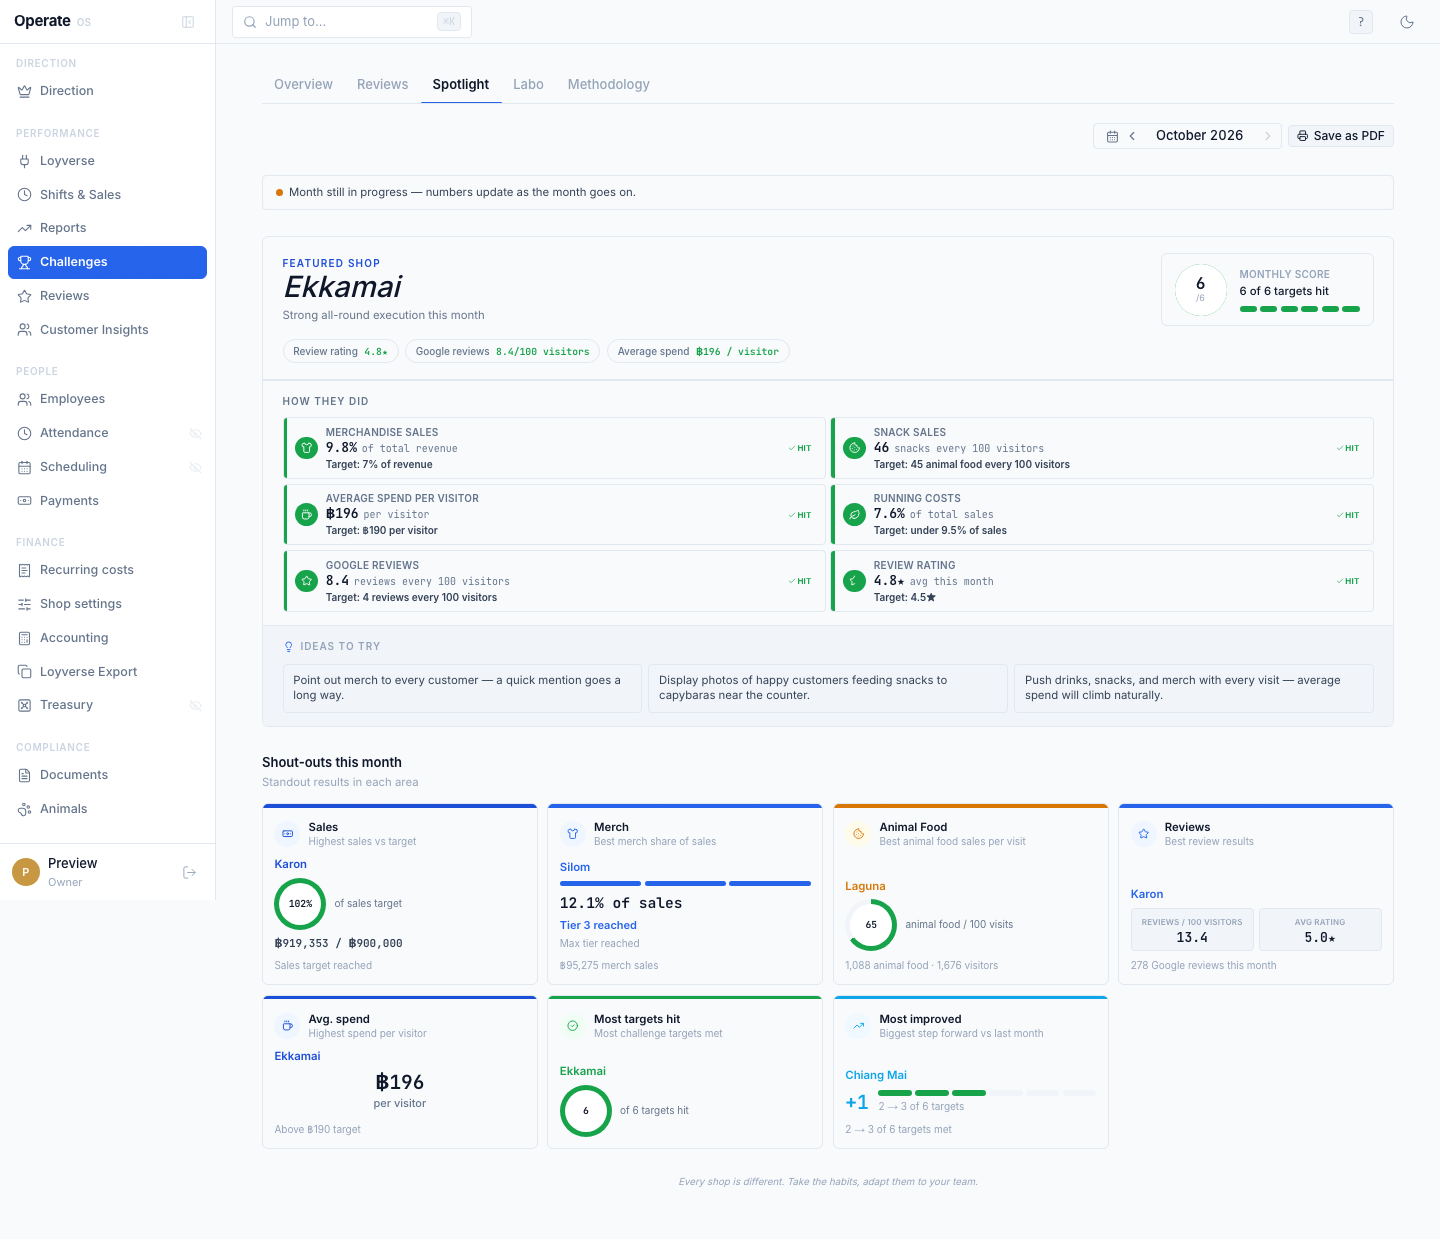 Operate OS
Jump to...
⌘K
?
DIRECTION
Direction
PERFORMANCE
Loyverse
Shifts & Sales
Reports
Challenges
Reviews
Customer Insights
PEOPLE
Employees
Attendance
Scheduling
Payments
FINANCE
Recurring costs
Shop settings
Accounting
Loyverse Export
Treasury
COMPLIANCE
Documents
Animals
P
Preview
Owner
Overview Reviews Spotlight Labo Methodology
October 2026
Save as PDF
Month still in progress — numbers update as the month goes on.
FEATURED SHOP
Ekkamai
Strong all-round execution this month
6
/6
MONTHLY SCORE
6 of 6 targets hit
Review rating 4.8★
Google reviews 8.4/100 visitors
Average spend ฿196 / visitor
HOW THEY DID
MERCHANDISE SALES
9.8% of total revenue
Target: 7% of revenue
✓ HIT
SNACK SALES
46 snacks every 100 visitors
Target: 45 animal food every 100 visitors
✓ HIT
AVERAGE SPEND PER VISITOR
฿196 per visitor
Target: ฿190 per visitor
✓ HIT
RUNNING COSTS
7.6% of total sales
Target: under 9.5% of sales
✓ HIT
GOOGLE REVIEWS
8.4 reviews every 100 visitors
Target: 4 reviews every 100 visitors
✓ HIT
REVIEW RATING
4.8★ avg this month
Target: 4.5★
✓ HIT
IDEAS TO TRY
Point out merch to every customer — a quick mention goes a
long way.
Display photos of happy customers feeding snacks to
capybaras near the counter.
Push drinks, snacks, and merch with every visit — average
spend will climb naturally.
Shout-outs this month
Standout results in each area
Sales
Highest sales vs target
Karon
102%
of sales target
฿919,353 / ฿900,000
Sales target reached
Merch
Best merch share of sales
Silom
12.1% of sales
Tier 3 reached
Max tier reached
฿95,275 merch sales
Animal Food
Best animal food sales per visit
Laguna
65
animal food / 100 visits
1,088 animal food · 1,676 visitors
Reviews
Best review results
Karon
REVIEWS / 100 VISITORS
13.4
AVG RATING
5.0★
278 Google reviews this month
Avg. spend
Highest spend per visitor
Ekkamai
฿196
per visitor
Above ฿190 target
Most targets hit
Most challenge targets met
Ekkamai
6
of 6 targets hit
Most improved
Biggest step forward vs last month
Chiang Mai
+1
2 → 3 of 6 targets
2 → 3 of 6 targets met
Every shop is different. Take the habits, adapt them to your team.